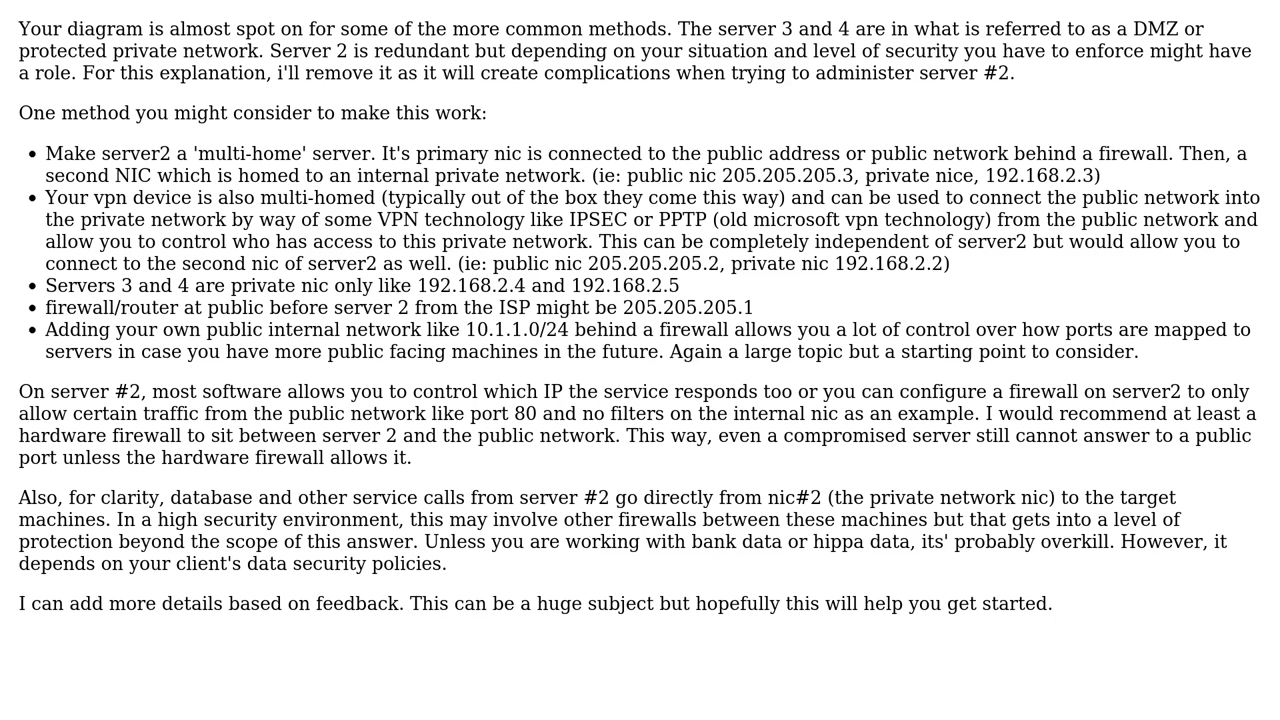 Your diagram is almost spot on for some of the more common methods. The server 3 and 4 are in what is referred to as a DMZ or
protected private network. Server 2 is redundant but depending on your situation and level of security you have to enforce might have
a role. For this explanation, i'll remove it as it will create complications when trying to administer server #2.
One method you might consider to make this work:
• Make server2 a 'multi-home' server. It's primary nic is connected to the public address or public network behind a firewall. Then, a
second NIC which is homed to an internal private network. (ie: public nic 205.205.205.3, private nice, 192.168.2.3)
• Your vpn device is also multi-homed (typically out of the box they come this way) and can be used to connect the public network into
the private network by way of some VPN technology like IPSEC or PPTP (old microsoft vpn technology) from the public network and
allow you to control who has access to this private network. This can be completely independent of server2 but would allow you to
connect to the second nic of server2 as well. (ie: public nic 205.205.205.2, private nic 192.168.2.2)
• Servers 3 and 4 are private nic only like 192.168.2.4 and 192.168.2.5
• firewall/router at public before server 2 from the ISP might be 205.205.205.1
• Adding your own public internal network like 10.1.1.0/24 behind a firewall allows you a lot of control over how ports are mapped to
servers in case you have more public facing machines in the future. Again a large topic but a starting point to consider.
On server #2, most software allows you to control which IP the service responds too or you can configure a firewall on server2 to only
allow certain traffic from the public network like port 80 and no filters on the internal nic as an example. I would recommend at least a
hardware firewall to sit between server 2 and the public network. This way, even a compromised server still cannot answer to a public
port unless the hardware firewall allows it.
Also, for clarity, database and other service calls from server #2 go directly from nic#2 (the private network nic) to the target
machines. In a high security environment, this may involve other firewalls between these machines but that gets into a level of
protection beyond the scope of this answer. Unless you are working with bank data or hippa data, its' probably overkill. However, it
depends on your client's data security policies.
I can add more details based on feedback. This can be a huge subject but hopefully this will help you get started.